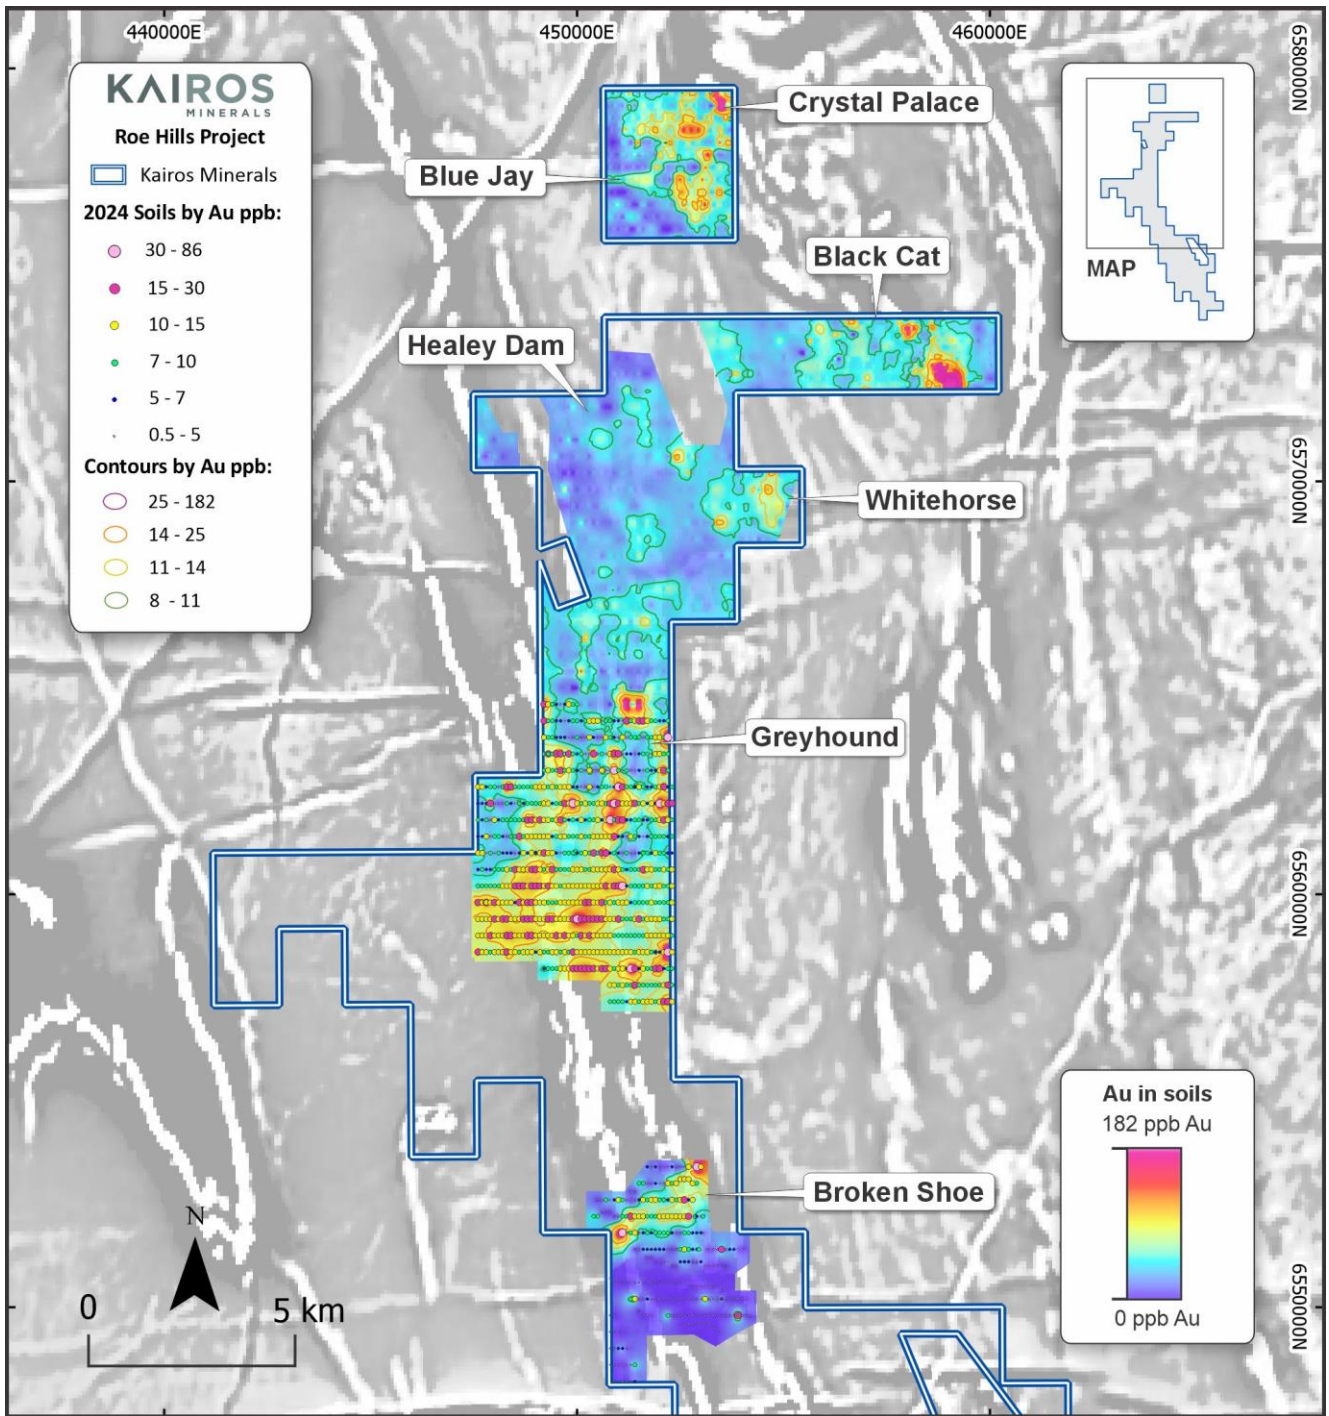 440000E
450000E
460000E
6580000N
KAIROS
MINERALS
Roe Hills Project
Kairos Minerals
2024 Soils by Au ppb:
30 - 86
15 - 30
10 - 15
7 - 10
5 - 7
0.5 - 5
Contours by Au ppb:
25 - 182
14 - 25
11 - 14
8 - 11
Crystal Palace
Blue Jay
MAP
Black Cat
Healey Dam
6570000N
Whitehorse
Greyhound
6560000N
Broken Shoe
Au in soils
182 ppb Au
0 ppb Au
6550000N
N
0
5 km